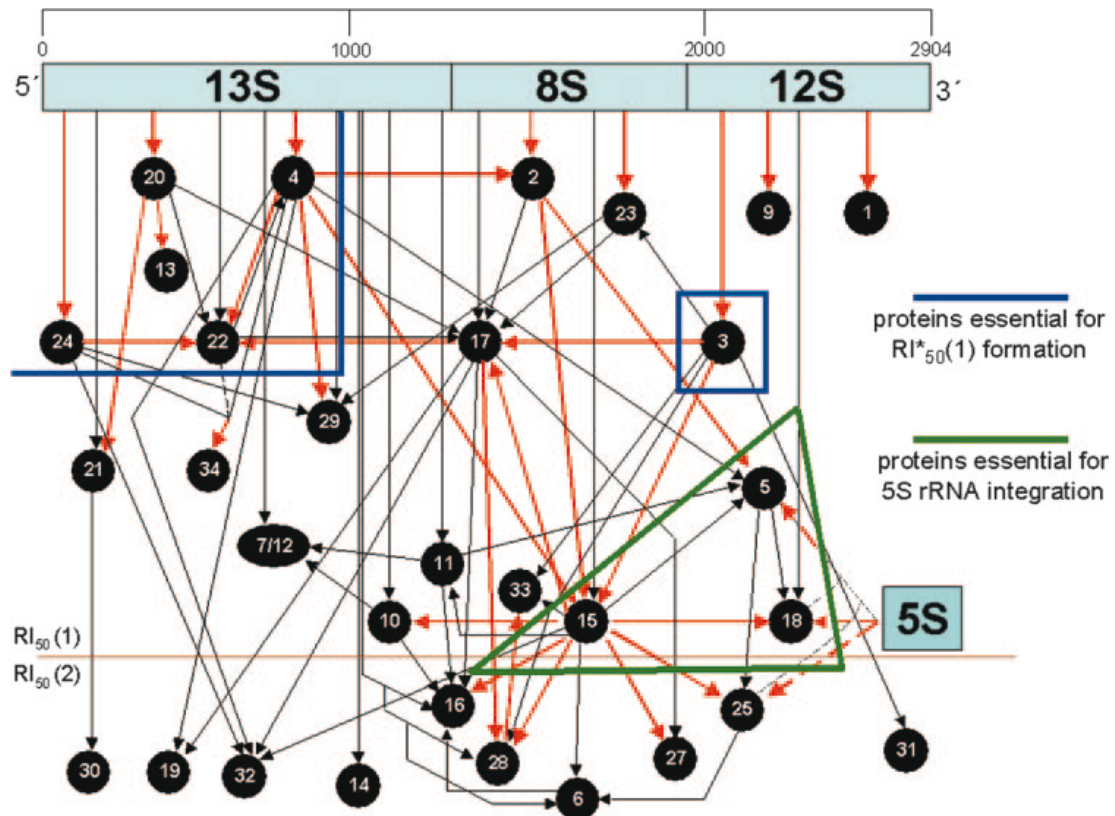 0 1000 2000 2904
5´ 13S 8S 12S 3´
20 4 2 23 9 1
13
24 22 17 3
proteins essential for
RI*50(1) formation
29
21 34
proteins essential for
5S rRNA integration
5
7/12 11 33
10 15 18 5S
RI50(1)
RI50(2)
16 25
30 19 32 14 28 27 31
6